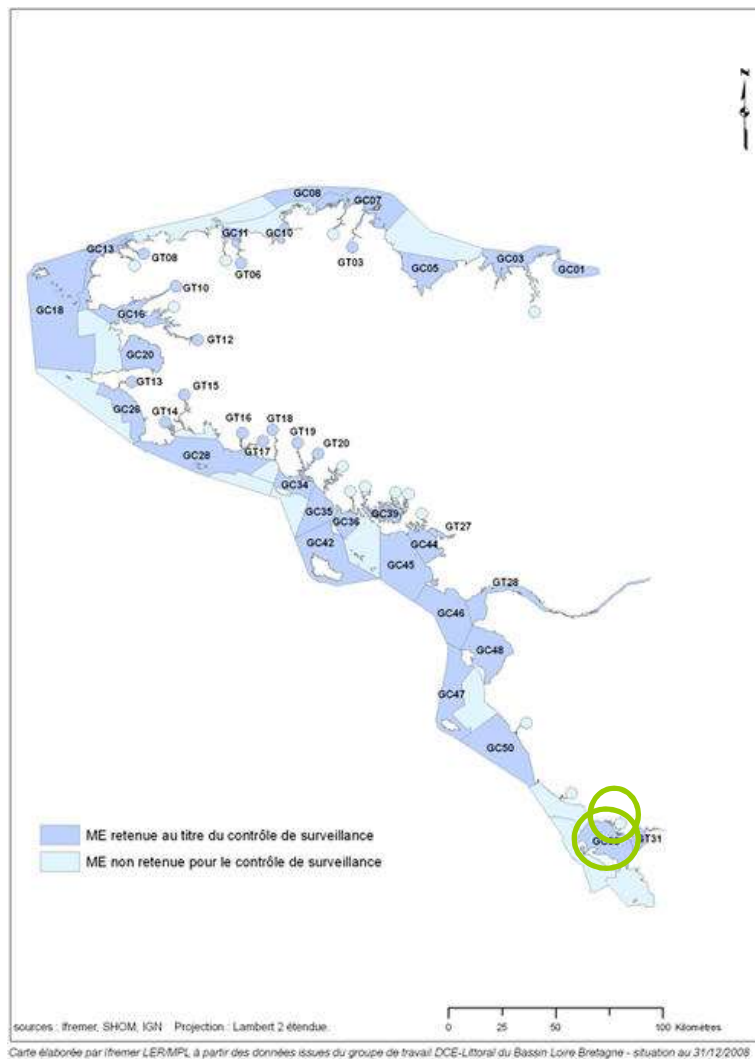 N
GC08
GC07
GC13
GC11
GC10
GT08
GT06
GT03
GC05
GC03
GC01
GT10
GC18
GC16
GT12
GC20
GT13
GT15
GC26
GT14
GT16
GT18
GT19
GC28
GT17
GT20
GC34
GC35
GC36
GC39
GT27
GC42
GC44
GC45
GT28
GC46
GC48
GC47
GC50
GT31
ME retenue au titre du contrôle de surveillance
ME non retenue pour le contrôle de surveillance
sources : Ifremer, SHOM, IGN Projection : Lambert 2 étendue.
0 50 100 Kilomètres
Carte élaborée par Ifremer LER/MPL à partir des données issues du groupe de travail DCE-Littoral du Bassin Loire Bretagne - situation au